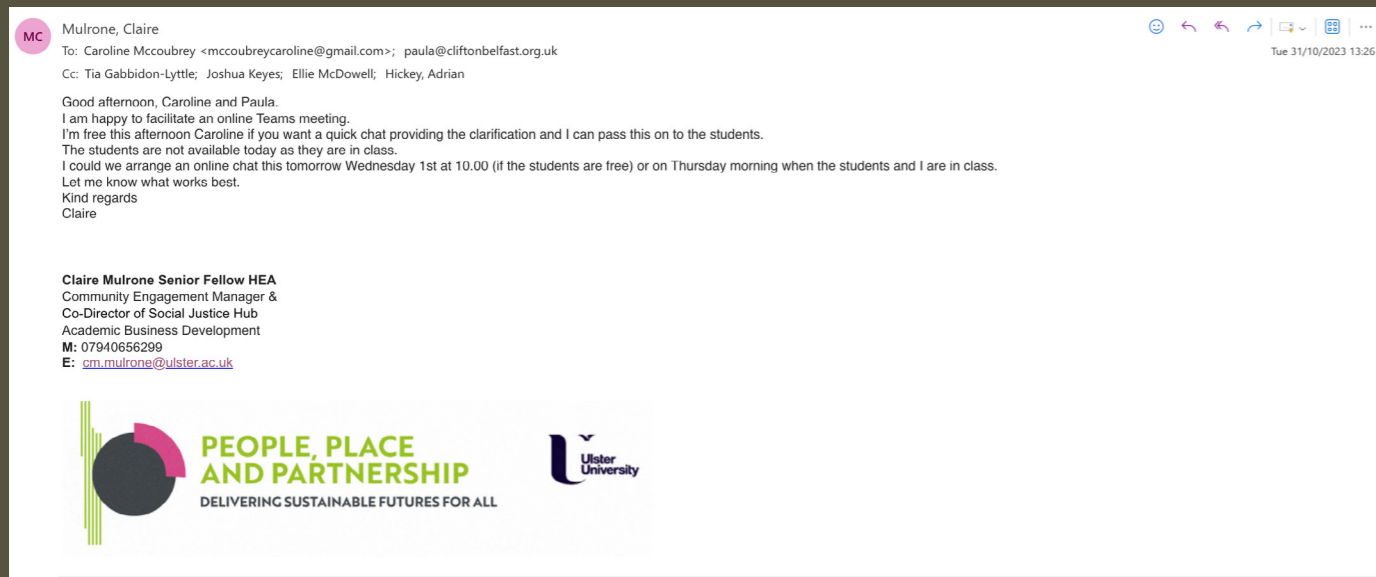 MC
Mulrone, Claire
To: Caroline Mccoubrey <mccoubreycaroline@gmail.com>; paula@cliftonbelfast.org.uk
Tue 31/10/2023 13:26
Cc: Tia Gabbidon-Lyttle; Joshua Keyes; Ellie McDowell; Hickey, Adrian
Good afternoon, Caroline and Paula.
I am happy to facilitate an online Teams meeting.
I'm free this afternoon Caroline if you want a quick chat providing the clarification and I can pass this on to the students.
The students are not available today as they are in class.
I could we arrange an online chat this tomorrow Wednesday 1st at 10.00 (if the students are free) or on Thursday morning when the students and I are in class.
Let me know what works best.
Kind regards
Claire
Claire Mulrone Senior Fellow HEA
Community Engagement Manager &
Co-Director of Social Justice Hub
Academic Business Development
M: 07940656299
E: cm.mulrone@ulster.ac.uk
PEOPLE, PLACE
AND PARTNERSHIP
DELIVERING SUSTAINABLE FUTURES FOR ALL
Ulster
University